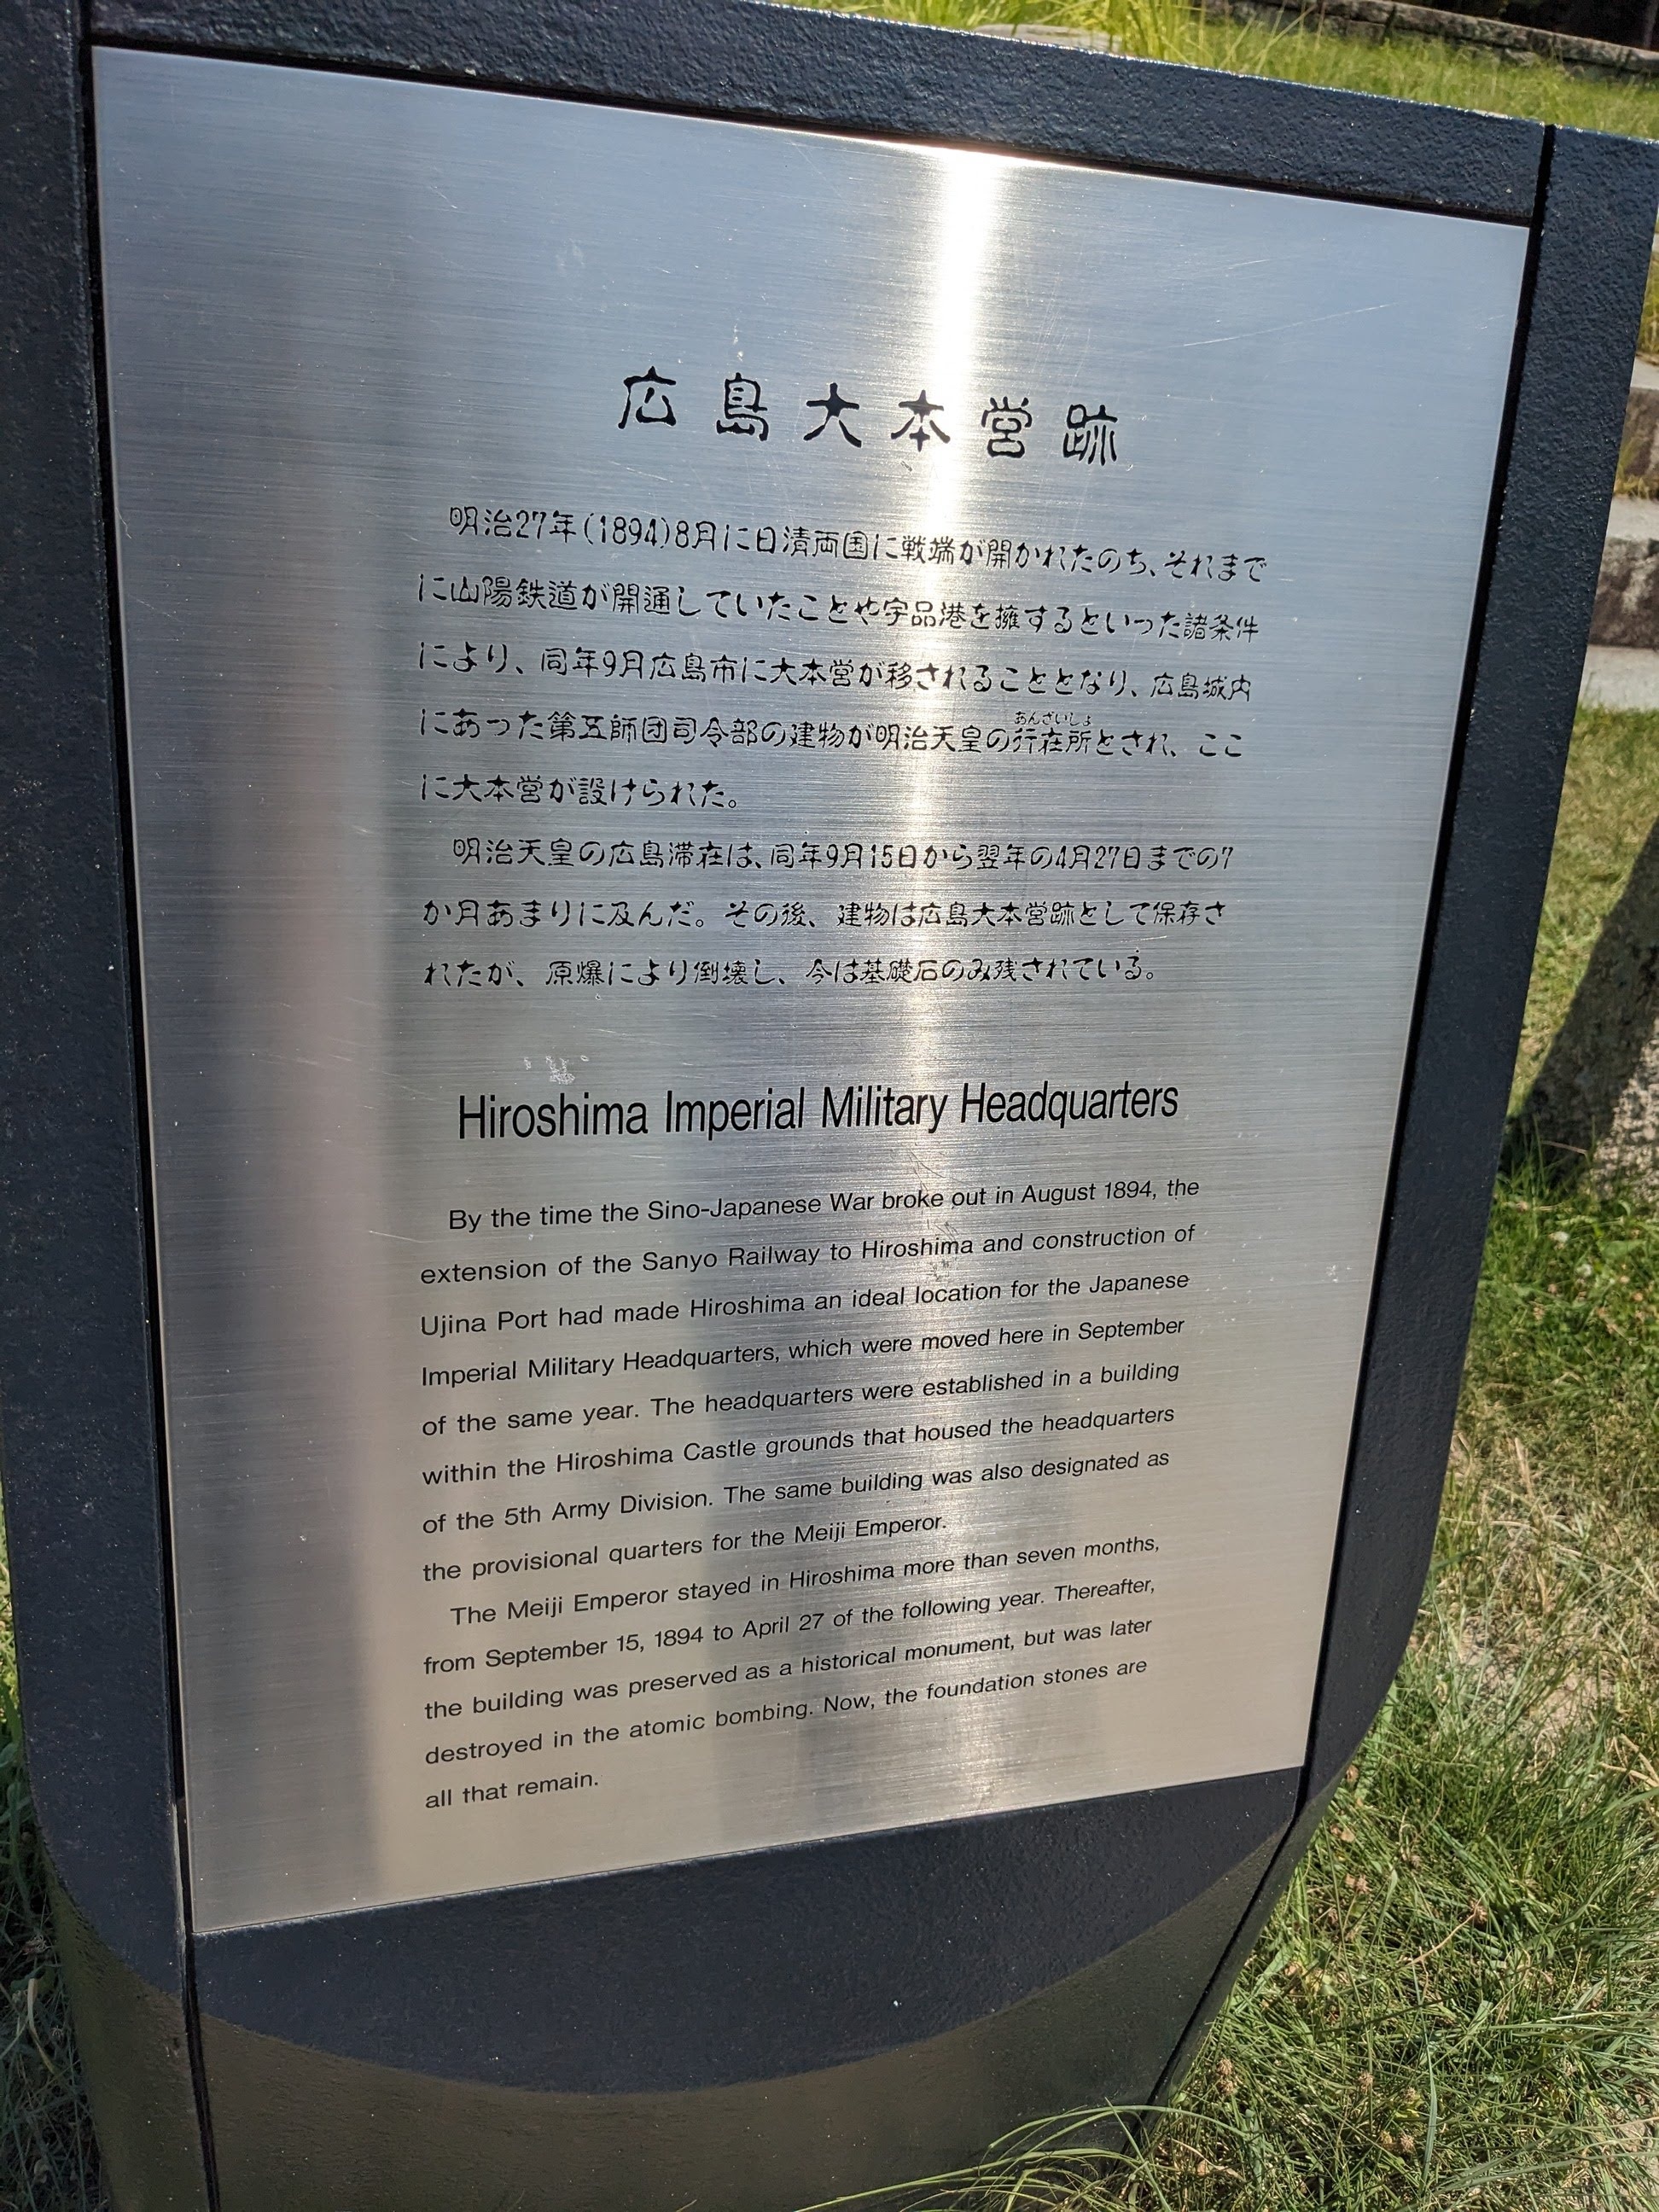 広島大本営跡
明治27年(1894)8月に日清両国に戦端が開かれたのち、それまで
に山陽鉄道が開通していたことや宇品港を擁するといった諸条件
により、同年9月広島市に大本営が移されることとなり、広島城内
あんざいしょ
にあった第五師団司令部の建物が明治天皇の行在所とされ、ここ
に大本営が設けられた。
明治天皇の広島滞在は、同年9月15日から翌年の4月27日までの7
か月あまりに及んだ。その後、建物は広島大本営跡として保存さ
れたが、原爆により倒壊し、今は基礎石のみ残されている。
Hiroshima Imperial Military Headquarters
By the time the Sino-Japanese War broke out in August 1894, the
extension of the Sanyo Railway to Hiroshima and construction of
Ujina Port had made Hiroshima an ideal location for the Japanese
Imperial Military Headquarters, which were moved here in September
of the same year. The headquarters were established in a building
within the Hiroshima Castle grounds that housed the headquarters
of the 5th Army Division. The same building was also designated as
the provisional quarters for the Meiji Emperor.
The Meiji Emperor stayed in Hiroshima more than seven months,
from September 15, 1894 to April 27 of the following year. Thereafter,
the building was preserved as a historical monument, but was later
destroyed in the atomic bombing. Now, the foundation stones are
all that remain.